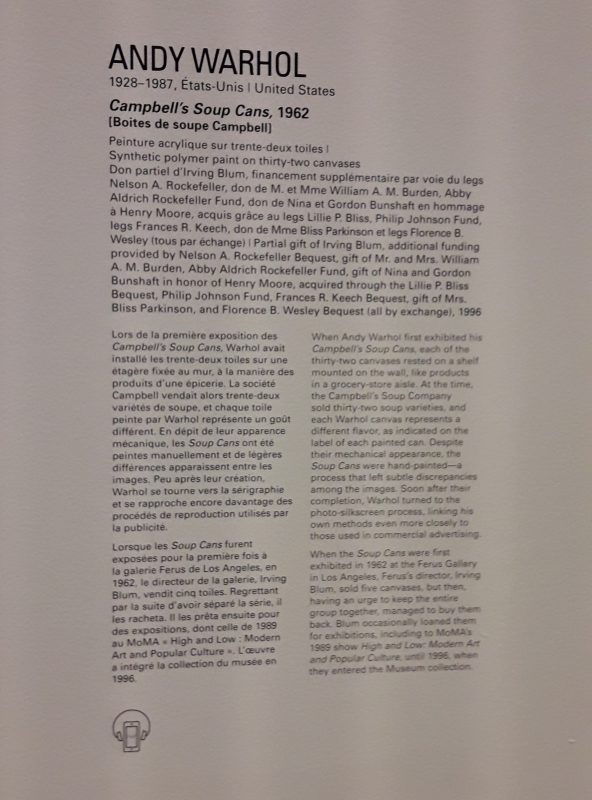 ANDY WARHOL
1928–1987, États-Unis | United States
Campbell's Soup Cans, 1962
[Boites de soupe Campbell]
Peinture acrylique sur trente-deux toiles |
Synthetic polymer paint on thirty-two canvases
Don partiel d'Irving Blum, financement supplémentaire par voie du legs
Nelson A. Rockefeller, don de M. et Mme William A. M. Burden, Abby
Aldrich Rockefeller Fund, don de Nina et Gordon Bunshaft en hommage
à Henry Moore, acquis grâce au legs Lillie P. Bliss, Philip Johnson Fund,
legs Frances R. Keech, don de Mme Bliss Parkinson et legs Florence B.
Wesley (tous par échange) | Partial gift of Irving Blum, additional funding
provided by Nelson A. Rockefeller Bequest, gift of Mr. and Mrs. William
A. M. Burden, Abby Aldrich Rockefeller Fund, gift of Nina and Gordon
Bunshaft in honor of Henry Moore, acquired through the Lillie P. Bliss
Bequest, Philip Johnson Fund, Frances R. Keech Bequest, gift of Mrs.
Bliss Parkinson, and Florence B. Wesley Bequest (all by exchange), 1996
Lors de la première exposition des
Campbell's Soup Cans, Warhol avait
installé les trente-deux toiles sur une
étagère fixée au mur, à la manière des
produits d'une épicerie. La société
Campbell vendait alors trente-deux
variétés de soupe, et chaque toile
peinte par Warhol représente un goût
différent. En dépit de leur apparence
mécanique, les Soup Cans ont été
peintes manuellement et de légères
différences apparaissent entre les
images. Peu après leur création,
Warhol se tourne vers la sérigraphie
et se rapproche encore davantage des
procédés de reproduction utilisés par
la publicité.
Lorsque les Soup Cans furent
exposées pour la première fois à
la galerie Ferus de Los Angeles, en
1962, le directeur de la galerie, Irving
Blum, vendit cinq toiles. Regrettant
par la suite d'avoir séparé la série, il
les racheta. Il les prêta ensuite pour
des expositions, dont celle de 1989
au MoMA « High and Low : Modern
Art and Popular Culture ». L'œuvre
a intégré la collection du musée en
1996.
When Andy Warhol first exhibited his
Campbell's Soup Cans, each of the
thirty-two canvases rested on a shelf
mounted on the wall, like products
in a grocery-store aisle. At the time,
the Campbell's Soup Company
sold thirty-two soup varieties, and
each Warhol canvas represents a
different flavor, as indicated on the
label of each painted can. Despite
their mechanical appearance, the
Soup Cans were hand-painted—a
process that left subtle discrepancies
among the images. Soon after their
completion, Warhol turned to the
photo-silkscreen process, linking his
own methods even more closely to
those used in commercial advertising.
When the Soup Cans were first
exhibited in 1962 at the Ferus Gallery
in Los Angeles, Ferus's director, Irving
Blum, sold five canvases, but then,
having an urge to keep the entire
group together, managed to buy them
back. Blum occasionally loaned them
for exhibitions, including to MoMA's
1989 show High and Low: Modern Art
and Popular Culture, until 1996, when
they entered the Museum collection.